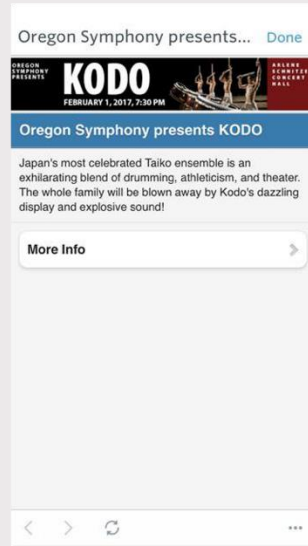 Oregon Symphony presents... Done
OREGON
SYMPHONY
PRESENTS
KODO
FEBRUARY 1, 2017, 7:30 PM
ARLENE
SCHNITZER
CONCERT
HALL
Oregon Symphony presents KODO
Japan's most celebrated Taiko ensemble is an
exhilarating blend of drumming, athleticism, and theater.
The whole family will be blown away by Kodo's dazzling
display and explosive sound!
More Info